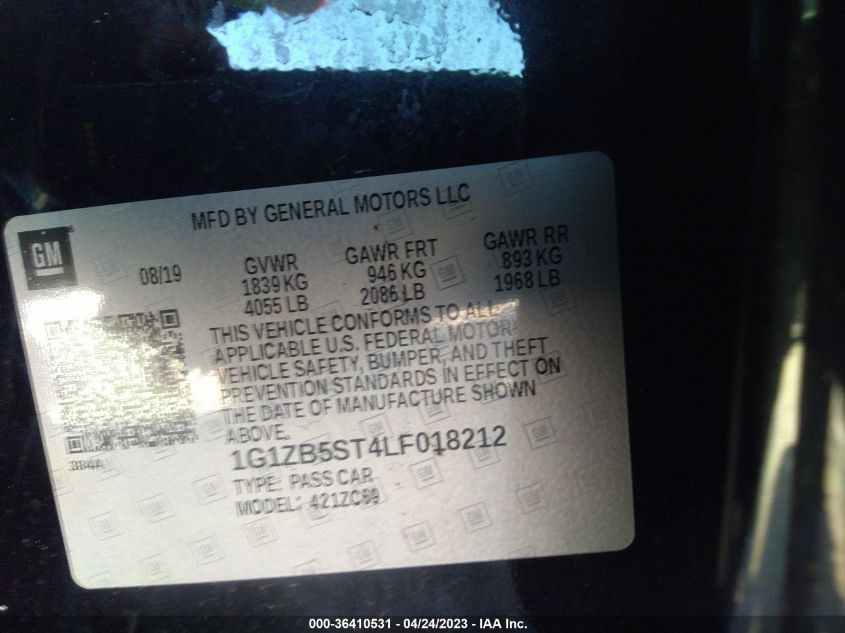 MFD BY GENERAL MOTORS LLC
GM
08/19
GVWR
1839 KG
4055 LB
GAWR FRT
946 KG
2086 LB
GAWR RR
893 KG
1968 LB
THIS VEHICLE CONFORMS TO ALL
APPLICABLE U.S. FEDERAL MOTOR
VEHICLE SAFETY, BUMPER, AND THEFT
PREVENTION STANDARDS IN EFFECT ON
THE DATE OF MANUFACTURE SHOWN
ABOVE.
384A
1G1ZB5ST4LF018212
TYPE: PASS CAR
MODEL: 421ZC69
000-36410531 - 04/24/2023 - IAA Inc.